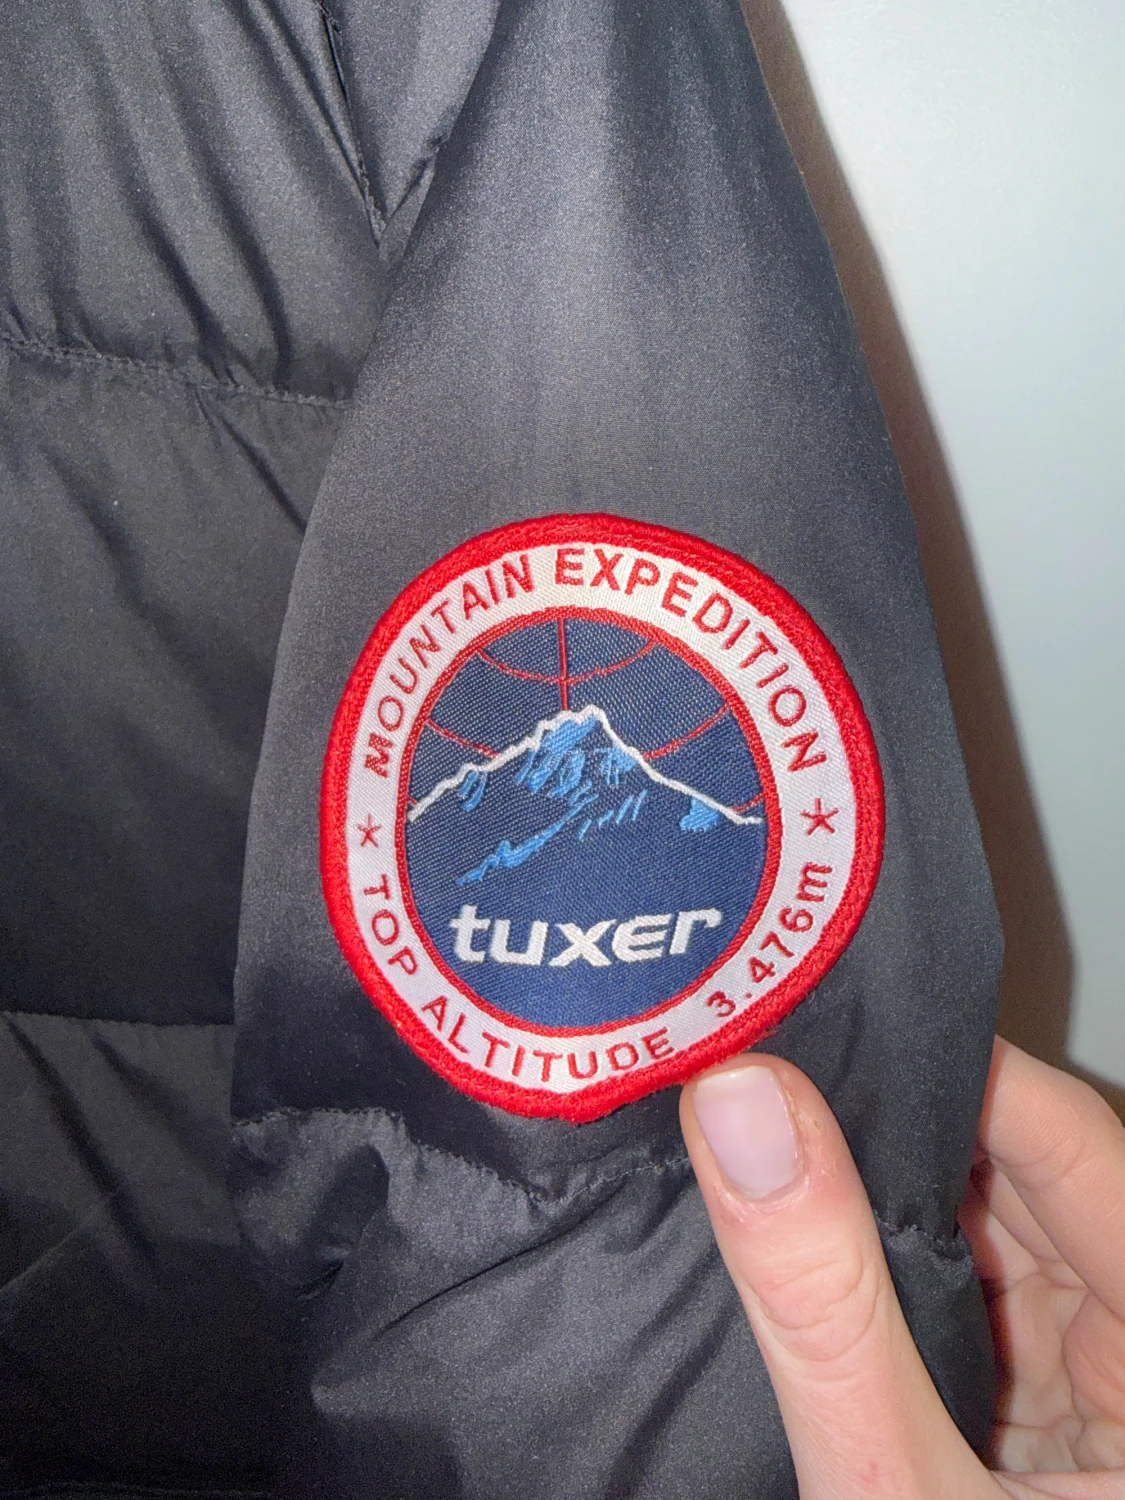 MOUNTAIN EXPEDITION
tuxer
* TOP ALTITUDE 3.476m *